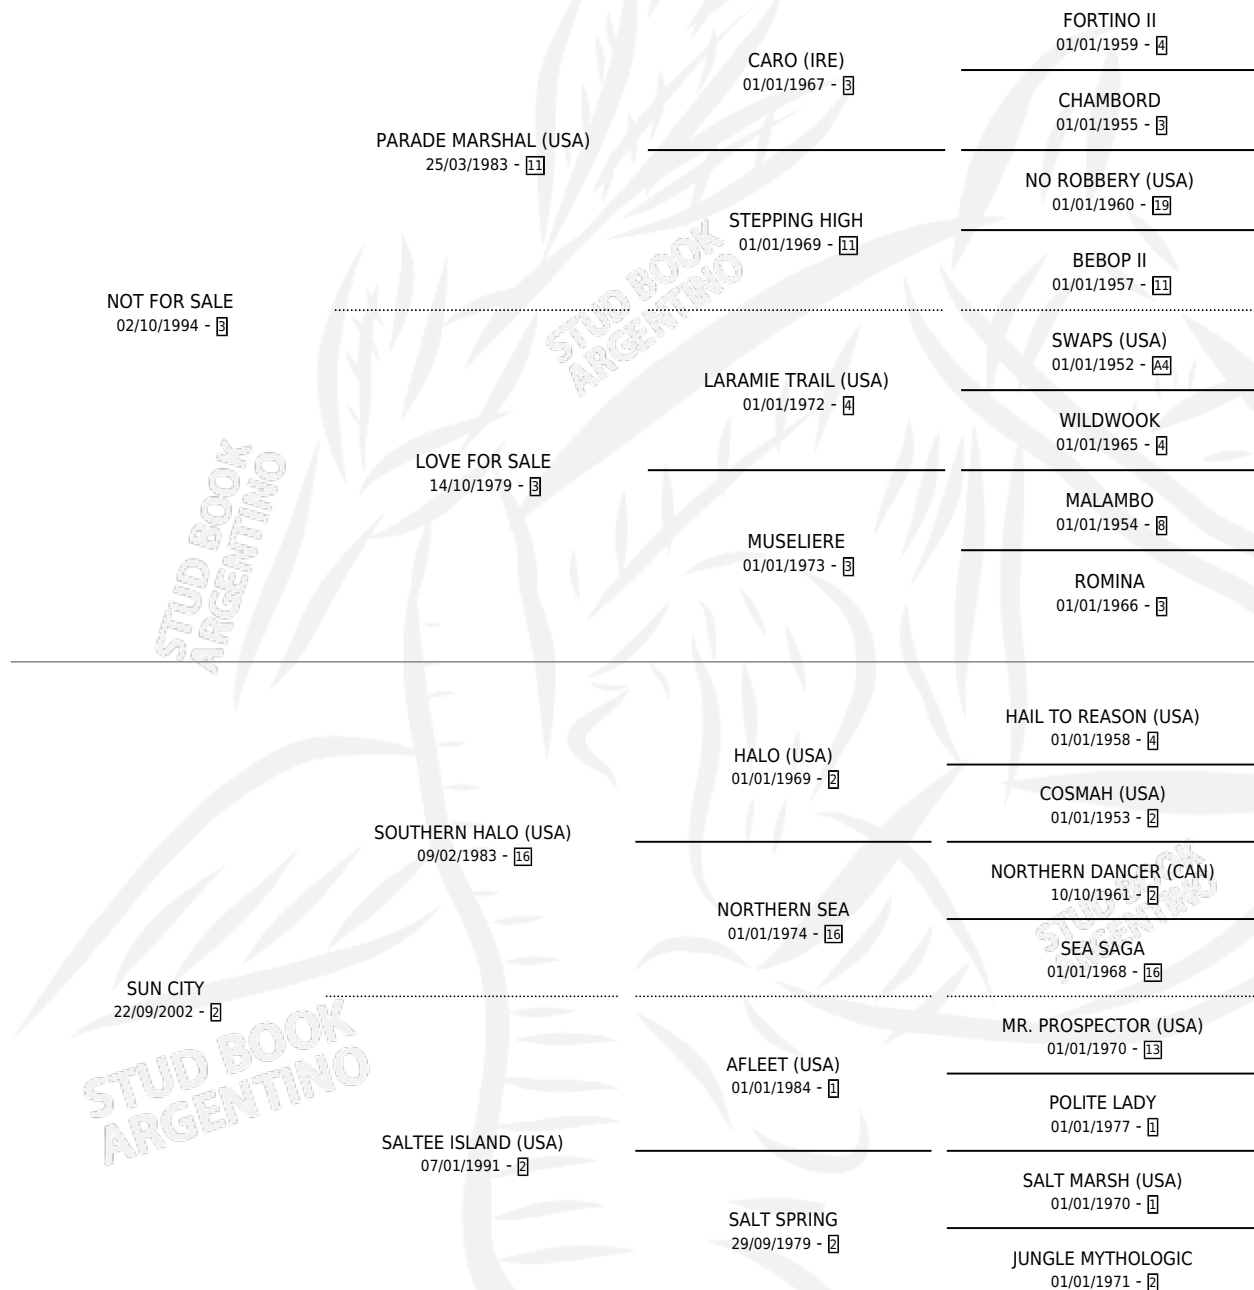 FORTINO II
01/01/1959 - 4
CARO (IRE)
01/01/1967 - 3
CHAMBORD
01/01/1955 - 3
PARADE MARSHAL (USA)
25/03/1983 - 11
NO ROBBERY (USA)
01/01/1960 - 19
STEPPING HIGH
01/01/1969 - 11
BEBOP II
01/01/1957 - 11
NOT FOR SALE
02/10/1994 - 3
SWAPS (USA)
01/01/1952 - A4
LARAMIE TRAIL (USA)
01/01/1972 - 4
WILDWOOK
01/01/1965 - 4
LOVE FOR SALE
14/10/1979 - 3
MALAMBO
01/01/1954 - 8
MUSELIERE
01/01/1973 - 3
ROMINA
01/01/1966 - 3
STUD BOOK
ARGENTINO
STUD BOOK
ARGENTINO
HAIL TO REASON (USA)
01/01/1958 - 4
HALO (USA)
01/01/1969 - 2
COSMAH (USA)
01/01/1953 - 2
SOUTHERN HALO (USA)
09/02/1983 - 16
NORTHERN DANCER (CAN)
10/10/1961 - 2
NORTHERN SEA
01/01/1974 - 16
SEA SAGA
01/01/1968 - 16
SUN CITY
22/09/2002 - 2
MR. PROSPECTOR (USA)
01/01/1970 - 13
AFLEET (USA)
01/01/1984 - 1
POLITE LADY
01/01/1977 - 1
SALTEE ISLAND (USA)
07/01/1991 - 2
SALT MARSH (USA)
01/01/1970 - 1
SALT SPRING
29/09/1979 - 2
JUNGLE MYTHOLOGIC
01/01/1971 - 2
STUD BOOK
ARGENTINO
STUD BOOK
ARGENTINO